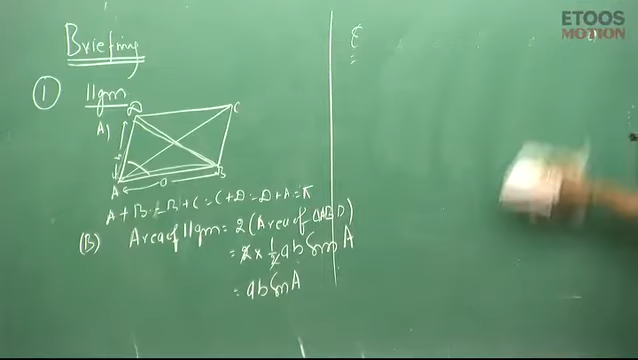 ETOOS
MOTION
Briefing
① ||gm
A)
D
C
A
a
B
A+B = B+C = C+D = D+A = π
(B) Area of ||gm = 2 (Area of ΔABD)
= 2 × 1/2 ab Sin A
= ab Sin A